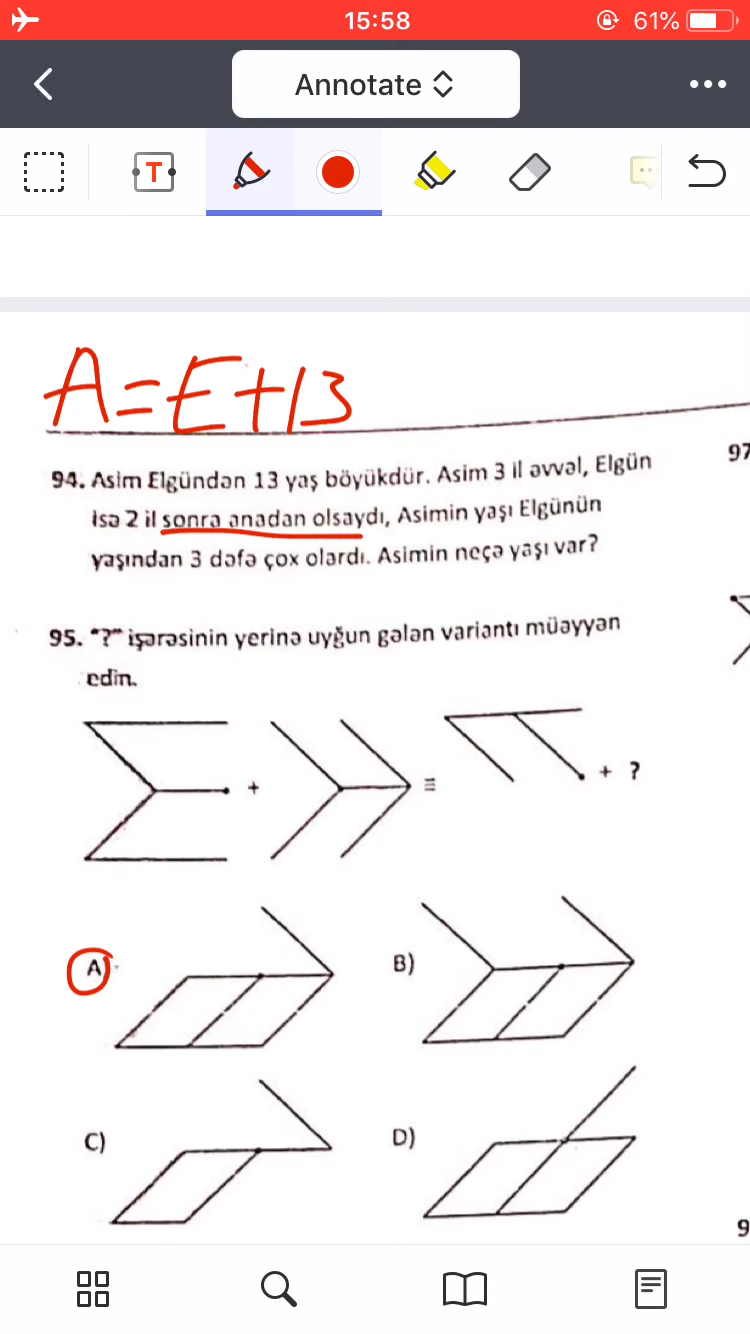 15:58
61%
Annotate
T
A=E+13
94. Asim Elgündən 13 yaş böyükdür. Asim 3 il əvvəl, Elgün
isə 2 il sonra anadan olsaydı, Asimin yaşı Elgünün
yaşından 3 dəfə çox olardı. Asimin neçə yaşı var?
97
95. "?" işarəsinin yerinə uyğun gələn variantı müəyyən
edin.
+ ≡ + ?
A) B)
C) D)
9